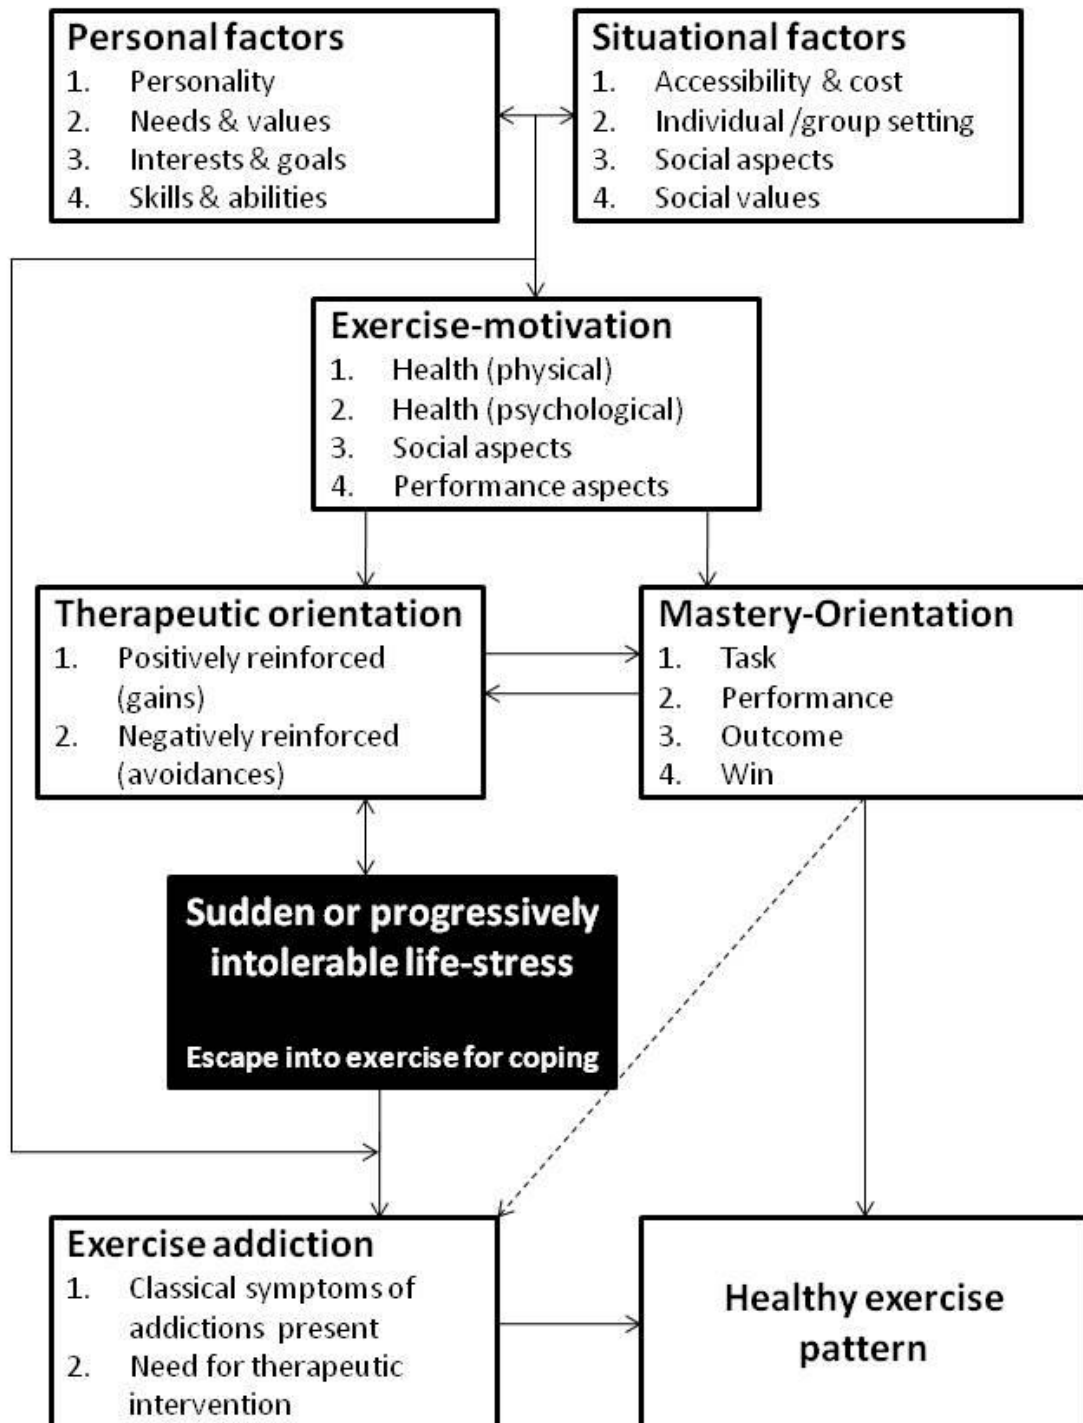 Personal factors
1. Personality
2. Needs & values
3. Interests & goals
4. Skills & abilities
Situational factors
1. Accessibility & cost
2. Individual /group setting
3. Social aspects
4. Social values
Exercise-motivation
1. Health (physical)
2. Health (psychological)
3. Social aspects
4. Performance aspects
Therapeutic orientation
1. Positively reinforced
(gains)
2. Negatively reinforced
(avoidances)
Mastery-Orientation
1. Task
2. Performance
3. Outcome
4. Win
Sudden or progressively
intolerable life-stress
Escape into exercise for coping
Exercise addiction
1. Classical symptoms of
addictions present
2. Need for therapeutic
intervention
Healthy exercise
pattern